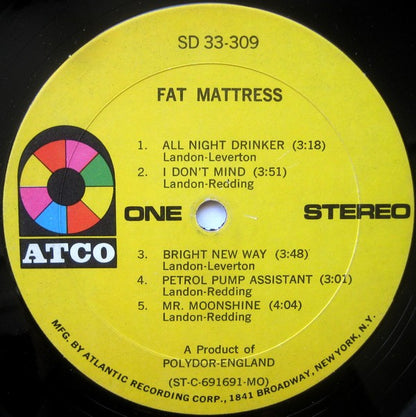 SD 33-309
FAT MATTRESS
1. ALL NIGHT DRINKER (3:18)
Landon-Leverton
2. I DON'T MIND (3:51)
Landon-Redding
ATCO
ONE STEREO
3. BRIGHT NEW WAY (3:48)
Landon-Leverton
4. PETROL PUMP ASSISTANT (3:01)
Landon-Redding
5. MR. MOONSHINE (4:04)
Landon-Redding
A Product of
POLYDOR-ENGLAND
(ST-C-691691-MO)
MFG. BY ATLANTIC RECORDING CORP., 1841 BROADWAY, NEW YORK, N.Y.